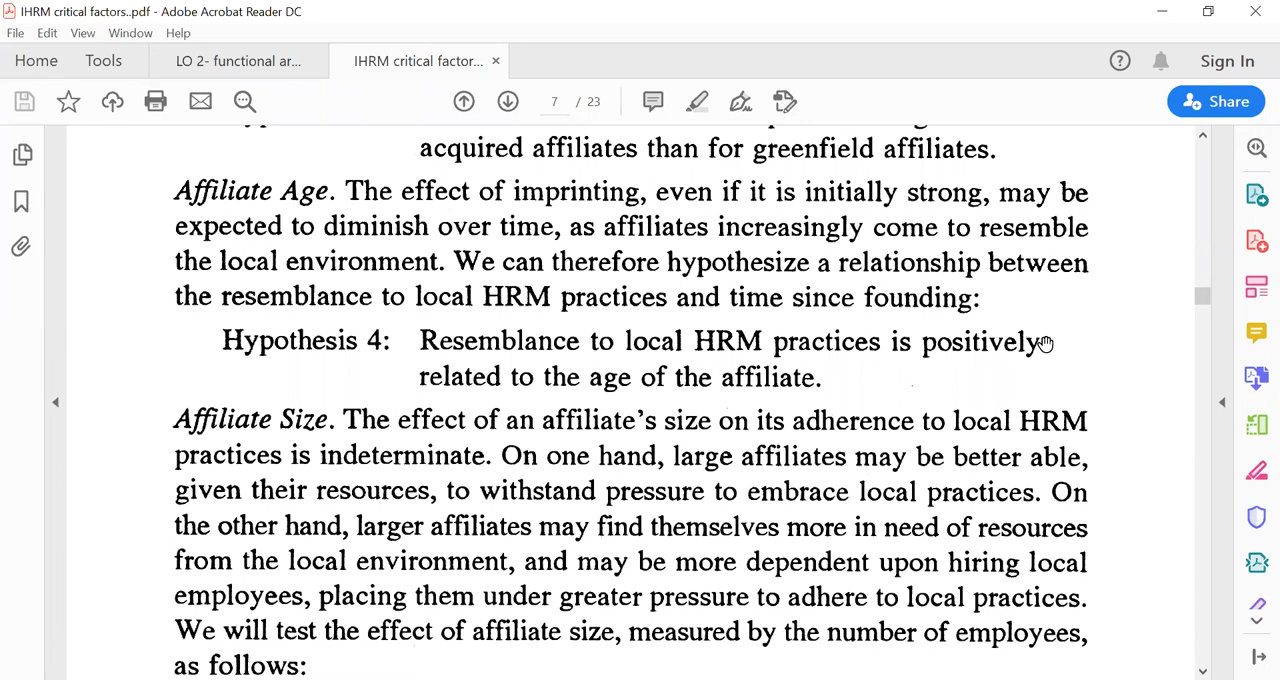 IHRM critical factors..pdf - Adobe Acrobat Reader DC
File Edit View Window Help
Home Tools LO 2- functional ar... IHRM critical factor... × Sign In
7 / 23 Share
acquired affiliates than for greenfield affiliates.
Affiliate Age. The effect of imprinting, even if it is initially strong, may be
expected to diminish over time, as affiliates increasingly come to resemble
the local environment. We can therefore hypothesize a relationship between
the resemblance to local HRM practices and time since founding:
Hypothesis 4: Resemblance to local HRM practices is positively
related to the age of the affiliate.
Affiliate Size. The effect of an affiliate's size on its adherence to local HRM
practices is indeterminate. On one hand, large affiliates may be better able,
given their resources, to withstand pressure to embrace local practices. On
the other hand, larger affiliates may find themselves more in need of resources
from the local environment, and may be more dependent upon hiring local
employees, placing them under greater pressure to adhere to local practices.
We will test the effect of affiliate size, measured by the number of employees,
as follows: